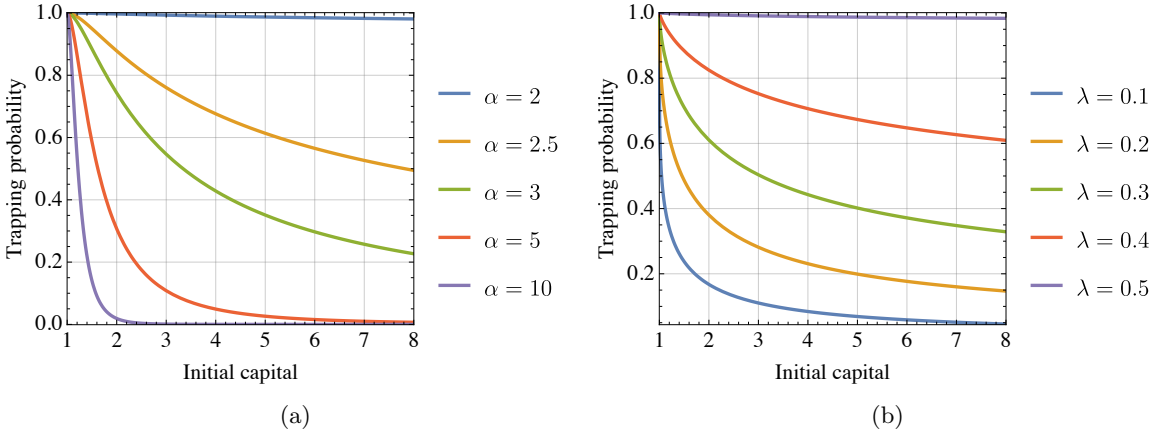 Trapping probability
1.0
0.8
0.6
0.4
0.2
0.0
1 2 3 4 5 6 7 8
Initial capital
α = 2
α = 2.5
α = 3
α = 5
α = 10
(a)
Trapping probability
1.0
0.8
0.6
0.4
0.2
1 2 3 4 5 6 7 8
Initial capital
λ = 0.1
λ = 0.2
λ = 0.3
λ = 0.4
λ = 0.5
(b)